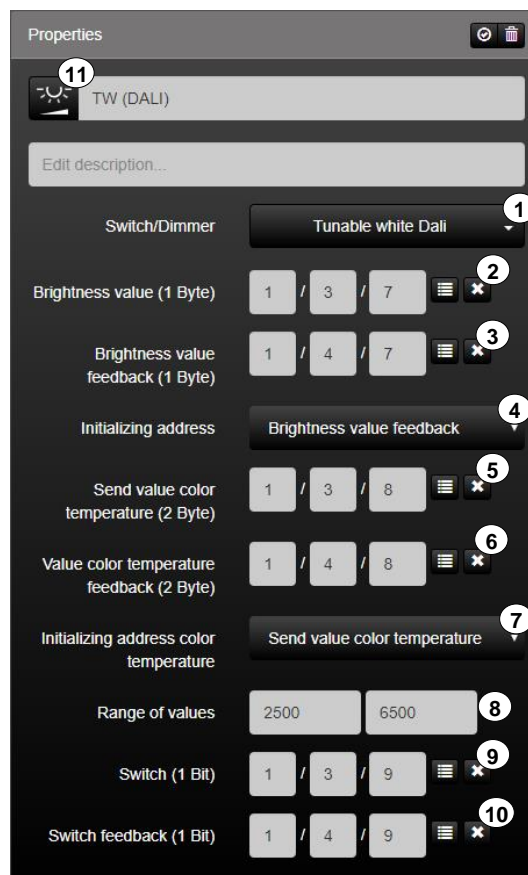 Properties
11
TW (DALI)
Edit description...
1
Switch/Dimmer Tunable white Dali
2
Brightness value (1 Byte) 1 / 3 / 7
3
Brightness value
feedback (1 Byte) 1 / 4 / 7
4
Initializing address Brightness value feedback
5
Send value color
temperature (2 Byte) 1 / 3 / 8
6
Value color temperature
feedback (2 Byte) 1 / 4 / 8
7
Initializing address color
temperature Send value color temperature
Range of values 2500 6500 8
9
Switch (1 Bit) 1 / 3 / 9
10
Switch feedback (1 Bit) 1 / 4 / 9